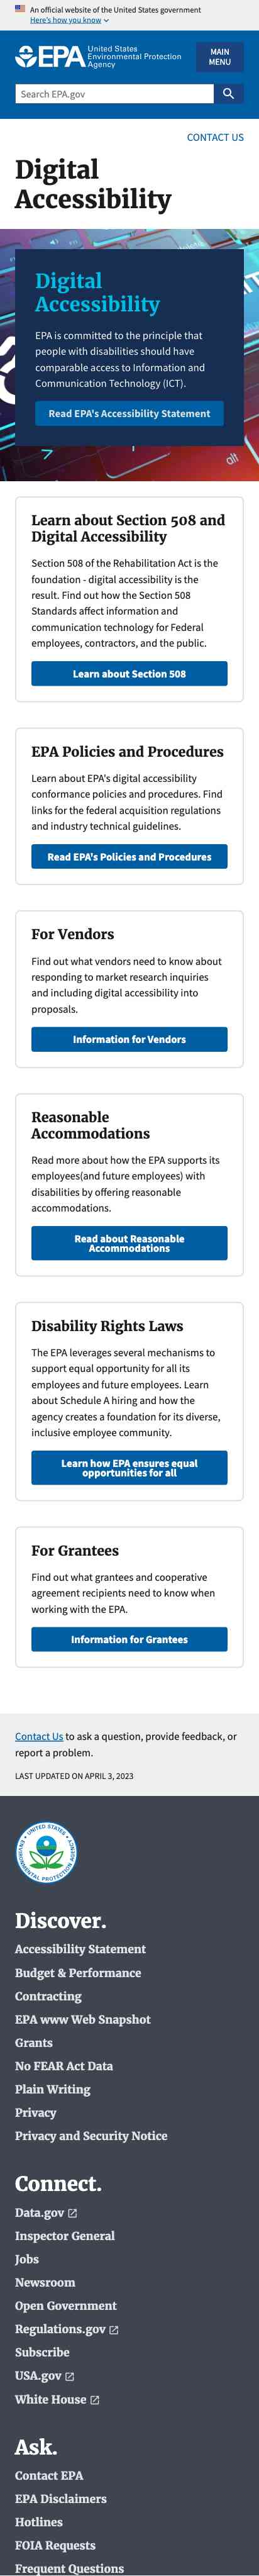 An official website of the United States government
Here's how you know
EPA
United States
Environmental Protection
Agency
MAIN
MENU
Search EPA.gov
CONTACT US
Digital
Accessibility
Digital
Accessibility
EPA is committed to the principle that
people with disabilities should have
comparable access to Information and
Communication Technology (ICT).
Read EPA's Accessibility Statement
alt
Learn about Section 508 and
Digital Accessibility
Section 508 of the Rehabilitation Act is the
foundation - digital accessibility is the
result. Find out how the Section 508
Standards affect information and
communication technology for Federal
employees, contractors, and the public.
Learn about Section 508
EPA Policies and Procedures
Learn about EPA's digital accessibility
conformance policies and procedures. Find
links for the federal acquisition regulations
and industry technical guidelines.
Read EPA's Policies and Procedures
For Vendors
Find out what vendors need to know about
responding to market research inquiries
and including digital accessibility into
proposals.
Information for Vendors
Reasonable
Accommodations
Read more about how the EPA supports its
employees(and future employees) with
disabilities by offering reasonable
accommodations.
Read about Reasonable
Accommodations
Disability Rights Laws
The EPA leverages several mechanisms to
support equal opportunity for all its
employees and future employees. Learn
about Schedule A hiring and how the
agency creates a foundation for its diverse,
inclusive employee community.
Learn how EPA ensures equal
opportunities for all
For Grantees
Find out what grantees and cooperative
agreement recipients need to know when
working with the EPA.
Information for Grantees
Contact Us to ask a question, provide feedback, or
report a problem.
LAST UPDATED ON APRIL 3, 2023
UNITED STATES
ENVIRONMENTAL PROTECTION AGENCY
Discover.
Accessibility Statement
Budget & Performance
Contracting
EPA www Web Snapshot
Grants
No FEAR Act Data
Plain Writing
Privacy
Privacy and Security Notice
Connect.
Data.gov
Inspector General
Jobs
Newsroom
Open Government
Regulations.gov
Subscribe
USA.gov
White House
Ask.
Contact EPA
EPA Disclaimers
Hotlines
FOIA Requests
Frequent Questions